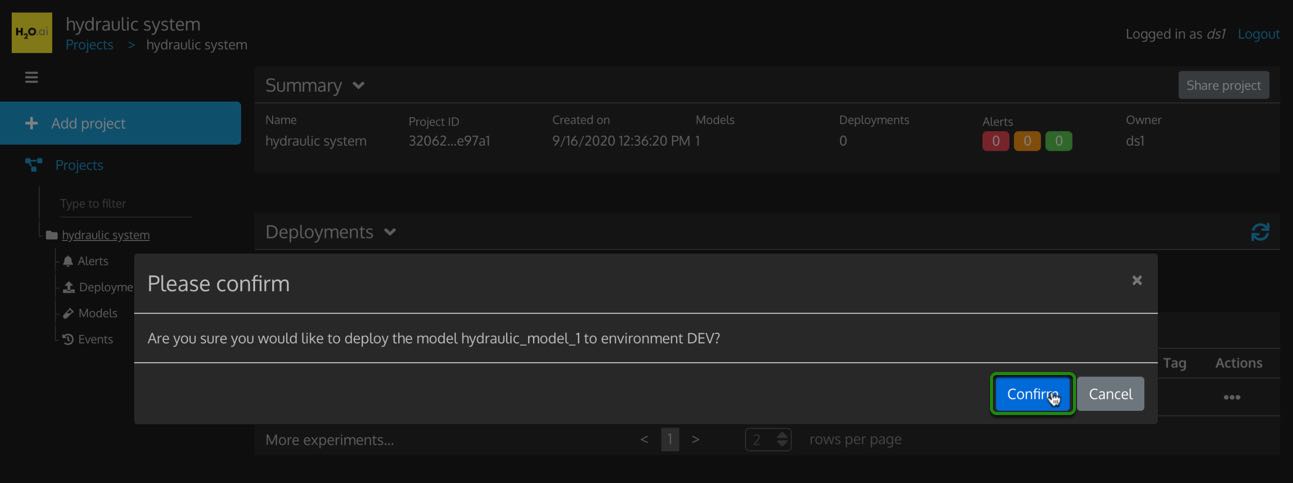 H2O.ai
hydraulic system
Projects > hydraulic system
Logged in as ds1 Logout
Add project
Projects
Type to filter
hydraulic system
Alerts
Deployme
Models
Events
Summary
Share project
Name Project ID Created on Models Deployments Alerts Owner
hydraulic system 32062...e97a1 9/16/2020 12:36:20 PM 1 0 0 0 0 ds1
Deployments
Please confirm ×
Are you sure you would like to deploy the model hydraulic_model_1 to environment DEV?
Confirm Cancel
Tag Actions
•••
More experiments... < 1 > 2 rows per page